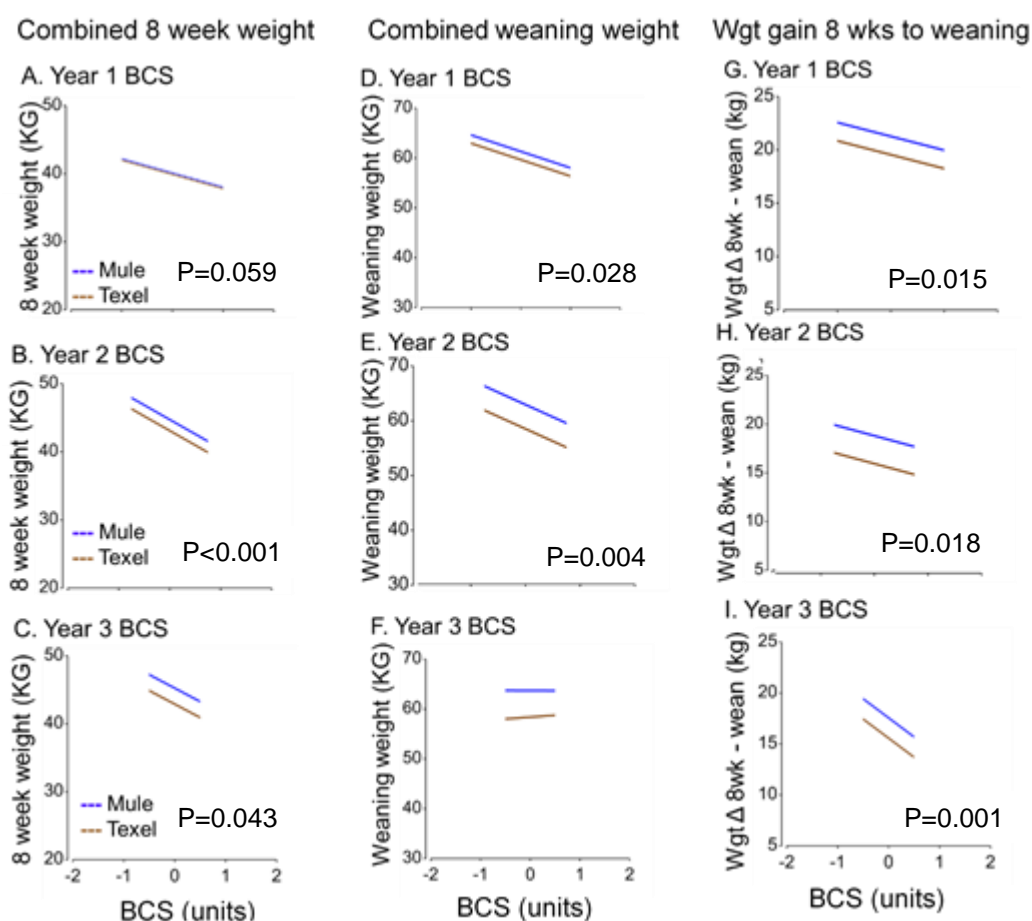 Combined 8 week weight
Combined weaning weight
Wgt gain 8 wks to weaning
A. Year 1 BCS
8 week weight (KG)
50
40
30
20
Mule
Texel
P=0.059
D. Year 1 BCS
Weaning weight (KG)
70
60
50
40
30
P=0.028
G. Year 1 BCS
Wgt Δ 8wk - wean (kg)
25
20
15
10
5
P=0.015
B. Year 2 BCS
8 week weight (KG)
50
40
30
20
Mule
Texel
P<0.001
E. Year 2 BCS
Weaning weight (KG)
70
60
50
40
30
P=0.004
H. Year 2 BCS
Wgt Δ 8wk - wean (kg)
25
20
15
10
5
P=0.018
C. Year 3 BCS
8 week weight (KG)
50
40
30
20
Mule
Texel
P=0.043
-2 -1 0 1 2
BCS (units)
F. Year 3 BCS
Weaning weight (KG)
70
60
50
40
30
-2 -1 0 1 2
BCS (units)
I. Year 3 BCS
Wgt Δ 8wk - wean (kg)
25
20
15
10
5
P=0.001
-2 -1 0 1 2
BCS (units)